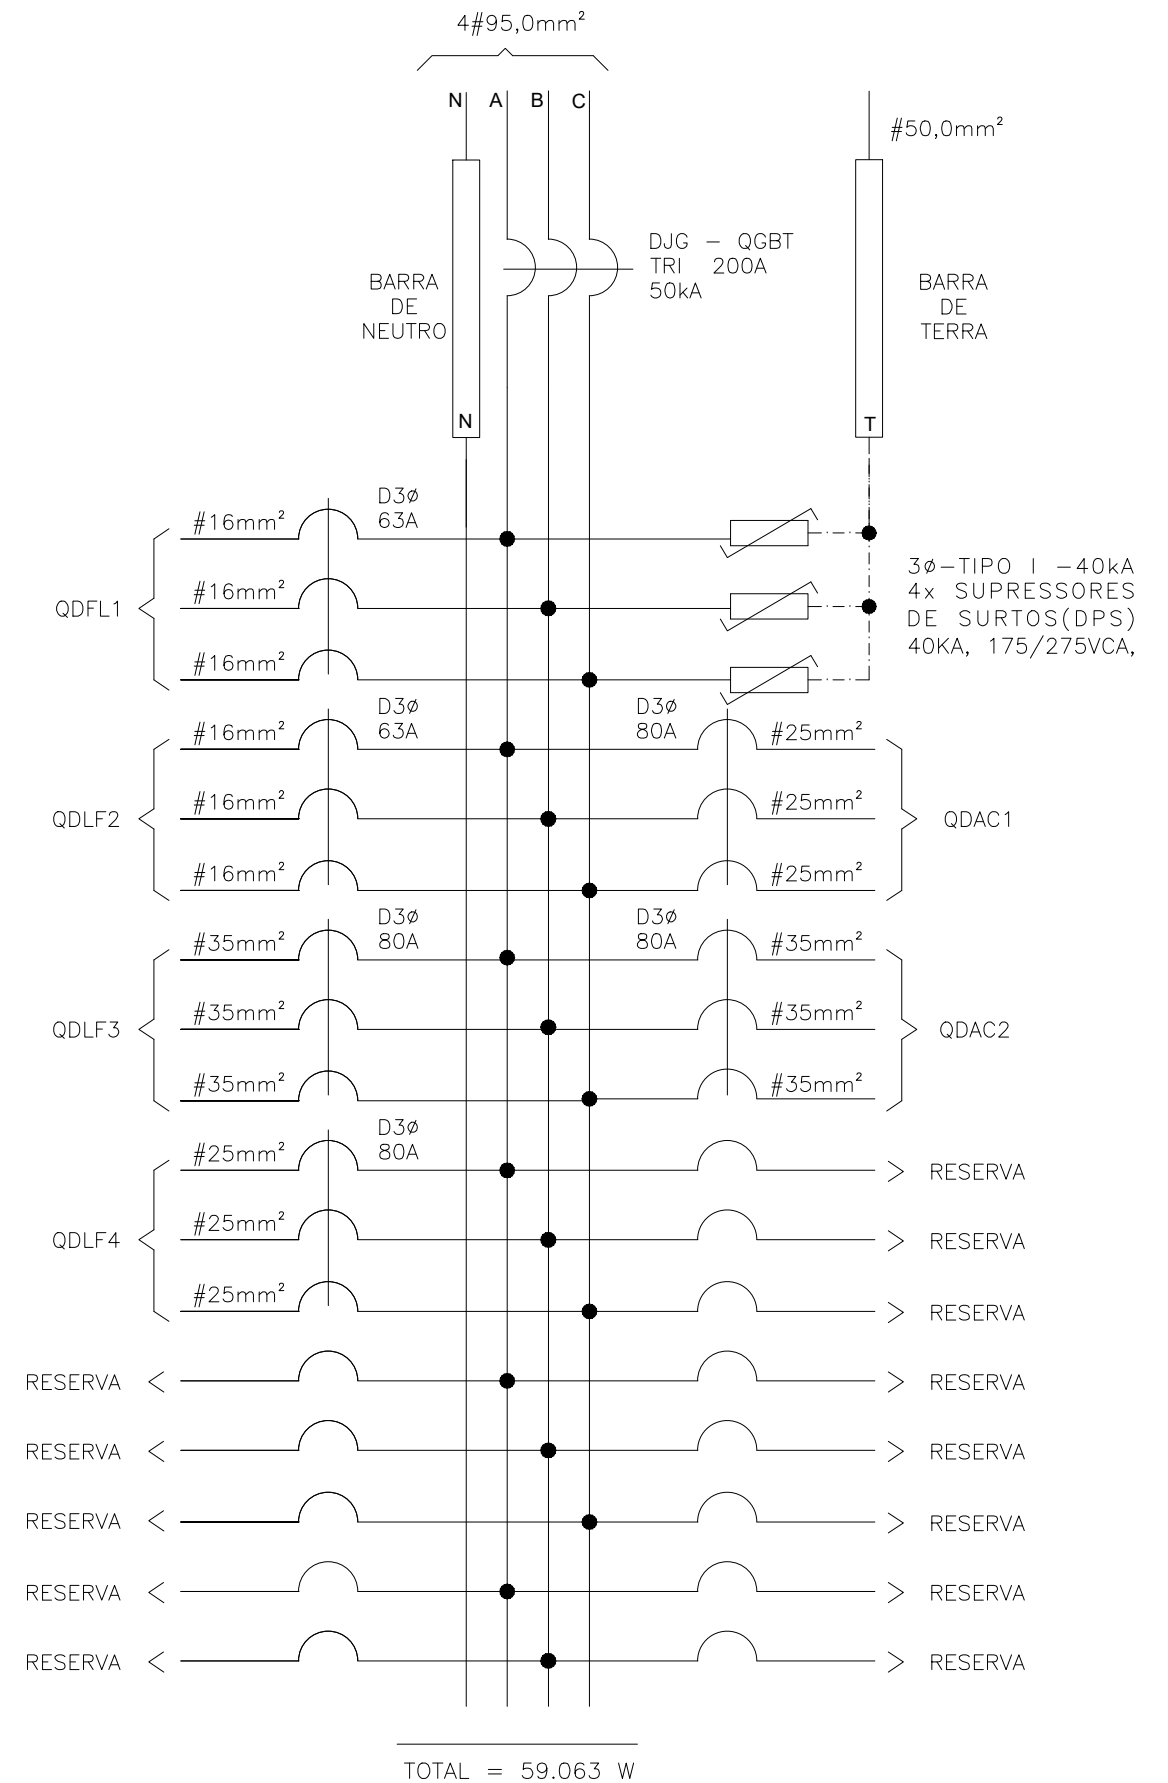 4#95,0mm²
N A B C
#50,0mm²
DJG - QGBT
TRI 200A
50kA
BARRA
DE
NEUTRO
BARRA
DE
TERRA
N
T
D3ø
63A
#16mm²
#16mm²
#16mm²
QDFL1
3ø-TIPO I -40kA
4x SUPRESSORES
DE SURTOS(DPS)
40KA, 175/275VCA,
D3ø
63A
#16mm²
#16mm²
#16mm²
QDLF2
D3ø
80A
#25mm²
#25mm²
#25mm²
QDAC1
D3ø
80A
#35mm²
#35mm²
#35mm²
QDLF3
D3ø
80A
#35mm²
#35mm²
#35mm²
QDAC2
D3ø
80A
#25mm²
#25mm²
#25mm²
QDLF4
RESERVA
RESERVA
RESERVA
RESERVA
RESERVA
RESERVA
RESERVA
RESERVA
RESERVA
RESERVA
RESERVA
RESERVA
RESERVA
TOTAL = 59.063 W